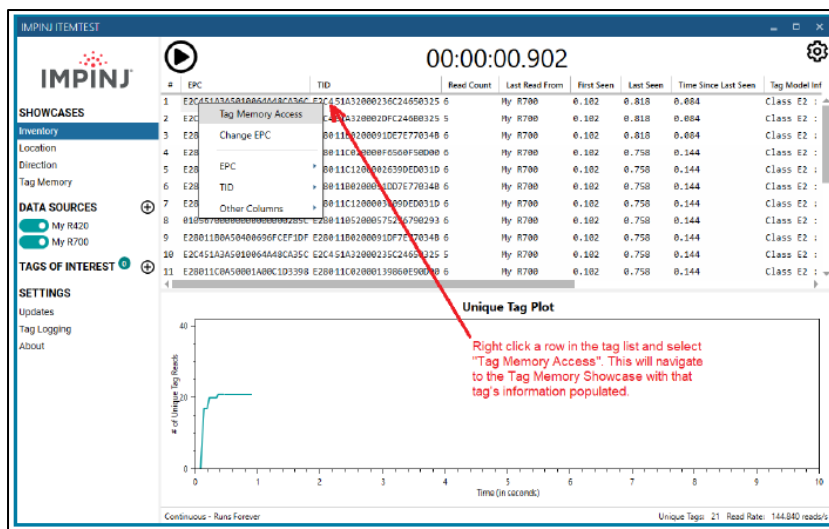 IMPINJ ITEMTEST
IMPINJ
00:00:00.902
SHOWCASES
Inventory
Location
Direction
Tag Memory
DATA SOURCES
My R420
My R700
TAGS OF INTEREST 0
SETTINGS
Updates
Tag Logging
About
# EPC TID Read Count Last Read From First Seen Last Seen Time Since Last Seen Tag Model Inf
1 6 My R700 0.102 0.818 0.084 Class E2 :
2 5 My R700 0.102 0.818 0.084 Class E2 :
3 6 My R700 0.102 0.818 0.084 Class E2 :
4 6 My R700 0.102 0.758 0.144 Class E2 :
5 6 My R700 0.102 0.758 0.144 Class E2 :
6 6 My R700 0.102 0.758 0.144 Class E2 :
7 6 My R700 0.102 0.758 0.144 Class E2 :
8 6 My R700 0.102 0.758 0.144 Class E2 :
9 6 My R700 0.102 0.758 0.144 Class E2 :
10 5 My R700 0.102 0.758 0.144 Class E2 :
11 6 My R700 0.102 0.758 0.144 Class E2 :
Tag Memory Access
Change EPC
EPC
TID
Other Columns
Unique Tag Plot
Right click a row in the tag list and select
"Tag Memory Access". This will navigate
to the Tag Memory Showcase with that
tag's information populated.
# of Unique Tag Reads
40
20
0
0 1 2 3 4 5 6 7 8 9 10
Time (in seconds)
Continuous - Runs Forever
Unique Tags: 21 Read Rate: 144.840 reads/s